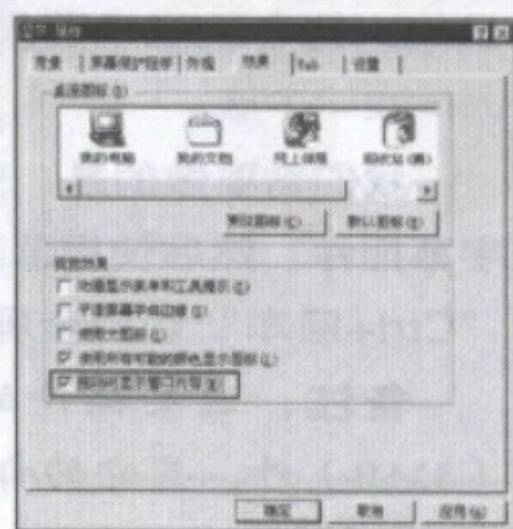 显示 属性
背景 屏幕保护程序 外观 效果 Web 设置
桌面图标(D)
我的电脑 我的文档 网上邻居 回收站(满)
更改图标(C)... 默认图标(E)
视觉效果
动画显示菜单和工具提示
平滑屏幕字体边缘(S)
使用大图标(L)
使用所有可能的颜色显示图标
拖动时显示窗口内容
确定 取消 应用(A)